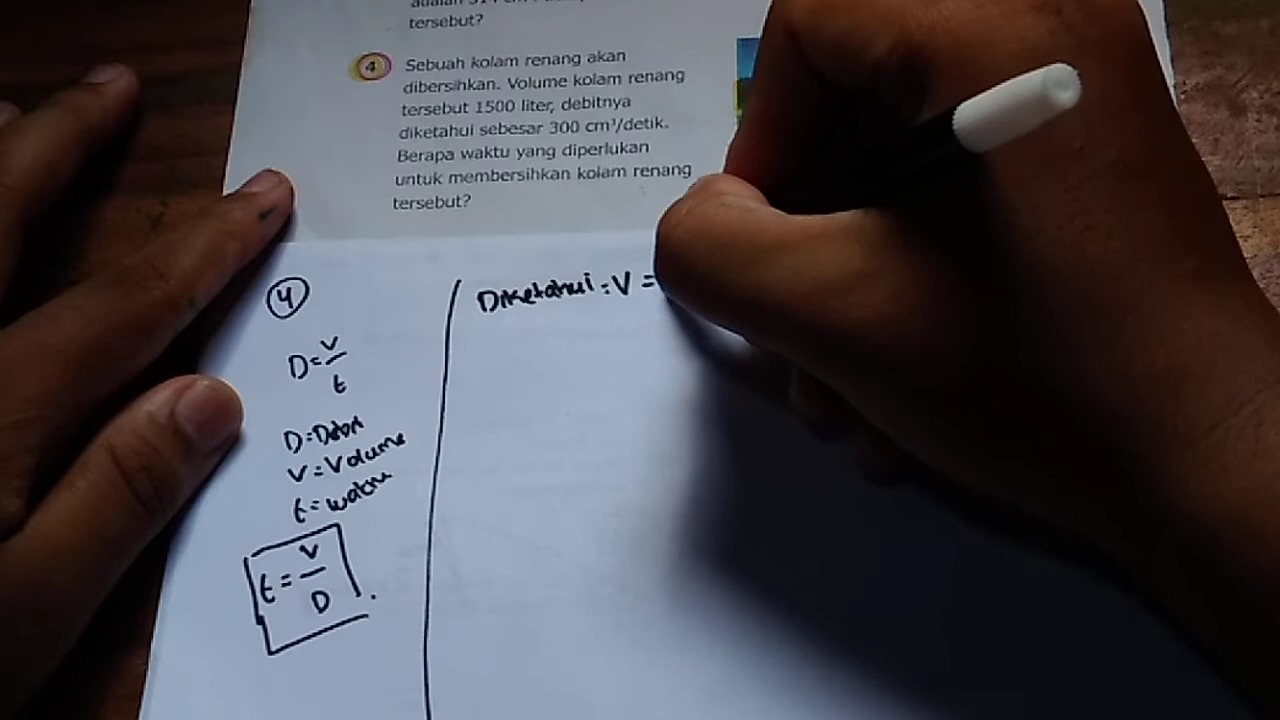 tersebut?
4 Sebuah kolam renang akan
dibersihkan. Volume kolam renang
tersebut 1500 liter, debitnya
diketahui sebesar 300 cm³/detik.
Berapa waktu yang diperlukan
untuk membersihkan kolam renang
tersebut?
4
D = v/t
D = Debit
V = Volume
t = waktu
t = V/D .
Diketahui : V =